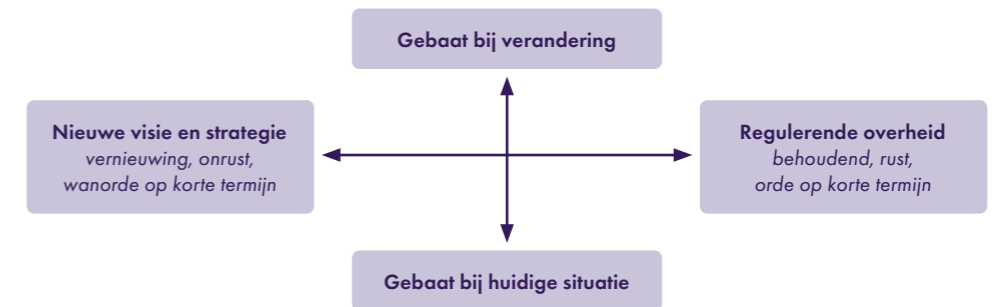 Gebaat bij verandering
Nieuwe visie en strategie
vernieuwing, onrust,
wanorde op korte termijn
Regulerende overheid
behoudend, rust,
orde op korte termijn
Gebaat bij huidige situatie